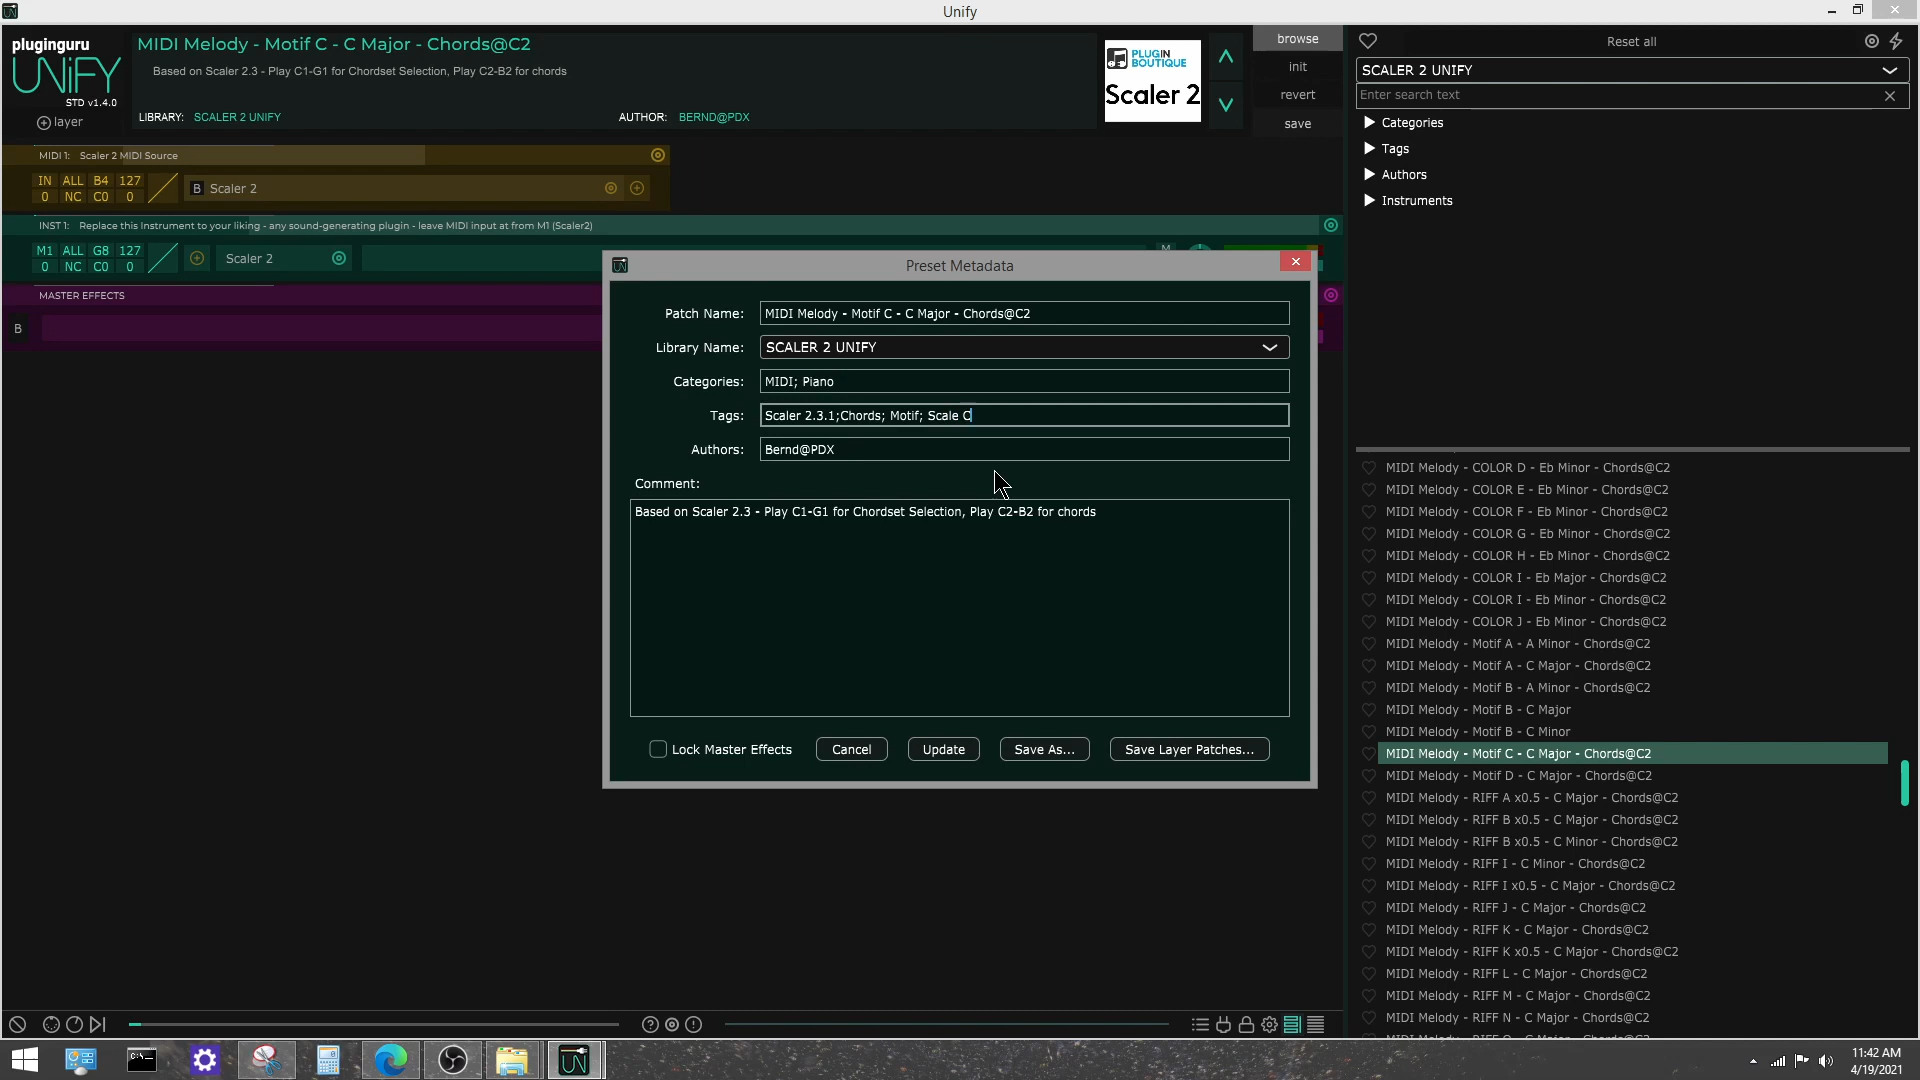 Unify
pluginguru
UNIFY
STD v1.4.0
layer
MIDI Melody - Motif C - C Major - Chords@C2
Based on Scaler 2.3 - Play C1-G1 for Chordset Selection, Play C2-B2 for chords
LIBRARY: SCALER 2 UNIFY
AUTHOR: BERND@PDX
PLUGIN
BOUTIQUE
Scaler 2
browse
init
revert
save
Reset all
SCALER 2 UNIFY
Enter search text
Categories
Tags
Authors
Instruments
MIDI 1: Scaler 2 MIDI Source
IN ALL B4 127
0 NC C0 0
B Scaler 2
INST 1: Replace this Instrument to your liking - any sound-generating plugin - leave MIDI input at from M1 (Scaler2)
M1 ALL G8 127
0 NC C0 0
Scaler 2
M
MASTER EFFECTS
B
Preset Metadata
Patch Name: MIDI Melody - Motif C - C Major - Chords@C2
Library Name: SCALER 2 UNIFY
Categories: MIDI; Piano
Tags: Scaler 2.3.1;Chords; Motif; Scale C
Authors: Bernd@PDX
Comment:
Based on Scaler 2.3 - Play C1-G1 for Chordset Selection, Play C2-B2 for chords
Lock Master Effects
Cancel
Update
Save As...
Save Layer Patches...
MIDI Melody - COLOR D - Eb Minor - Chords@C2
MIDI Melody - COLOR E - Eb Minor - Chords@C2
MIDI Melody - COLOR F - Eb Minor - Chords@C2
MIDI Melody - COLOR G - Eb Minor - Chords@C2
MIDI Melody - COLOR H - Eb Minor - Chords@C2
MIDI Melody - COLOR I - Eb Major - Chords@C2
MIDI Melody - COLOR I - Eb Minor - Chords@C2
MIDI Melody - COLOR J - Eb Minor - Chords@C2
MIDI Melody - Motif A - A Minor - Chords@C2
MIDI Melody - Motif A - C Major - Chords@C2
MIDI Melody - Motif B - A Minor - Chords@C2
MIDI Melody - Motif B - C Major
MIDI Melody - Motif B - C Minor
MIDI Melody - Motif C - C Major - Chords@C2
MIDI Melody - Motif D - C Major - Chords@C2
MIDI Melody - RIFF A x0.5 - C Major - Chords@C2
MIDI Melody - RIFF B x0.5 - C Major - Chords@C2
MIDI Melody - RIFF B x0.5 - C Minor - Chords@C2
MIDI Melody - RIFF I - C Minor - Chords@C2
MIDI Melody - RIFF I x0.5 - C Major - Chords@C2
MIDI Melody - RIFF J - C Major - Chords@C2
MIDI Melody - RIFF K - C Major - Chords@C2
MIDI Melody - RIFF K x0.5 - C Major - Chords@C2
MIDI Melody - RIFF L - C Major - Chords@C2
MIDI Melody - RIFF M - C Major - Chords@C2
MIDI Melody - RIFF N - C Major - Chords@C2
11:42 AM
4/19/2021